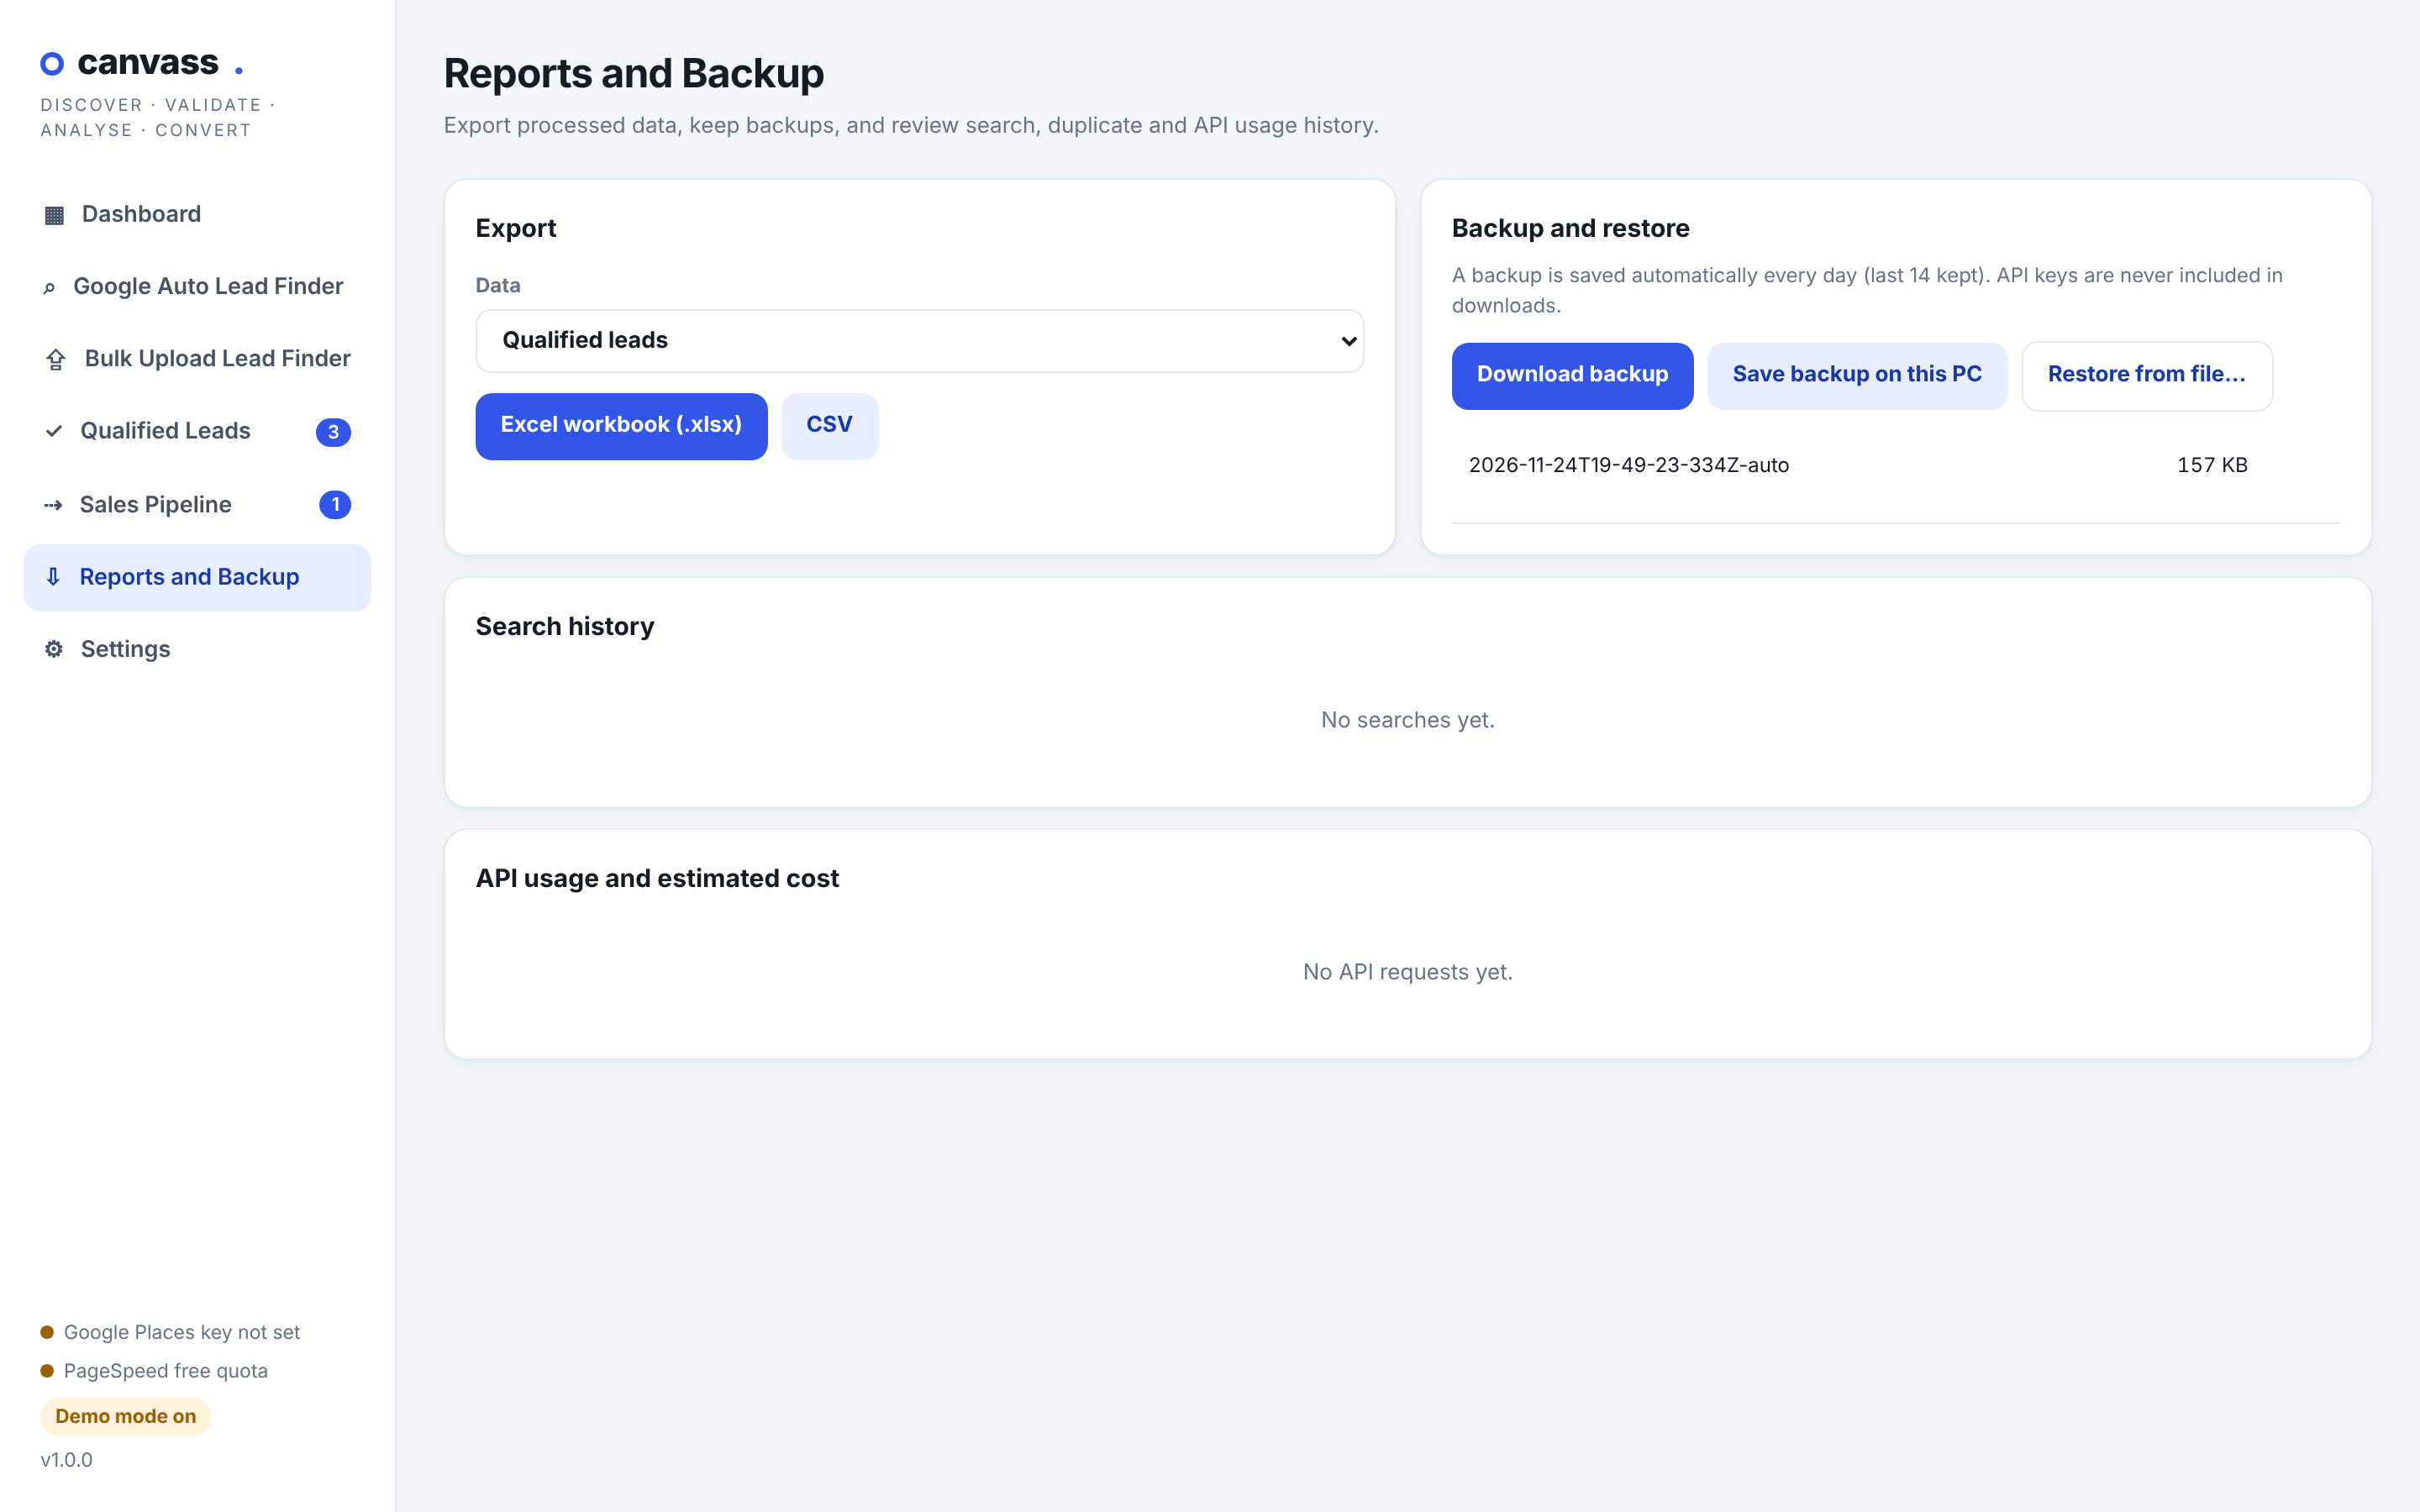 canvass .
DISCOVER · VALIDATE ·
ANALYSE · CONVERT
Dashboard
Google Auto Lead Finder
Bulk Upload Lead Finder
Qualified Leads 3
Sales Pipeline 1
Reports and Backup
Settings
Google Places key not set
PageSpeed free quota
Demo mode on
v1.0.0
Reports and Backup
Export processed data, keep backups, and review search, duplicate and API usage history.
Export
Data
Qualified leads
Excel workbook (.xlsx) CSV
Backup and restore
A backup is saved automatically every day (last 14 kept). API keys are never included in
downloads.
Download backup Save backup on this PC Restore from file...
2026-11-24T19-49-23-334Z-auto 157 KB
Search history
No searches yet.
API usage and estimated cost
No API requests yet.